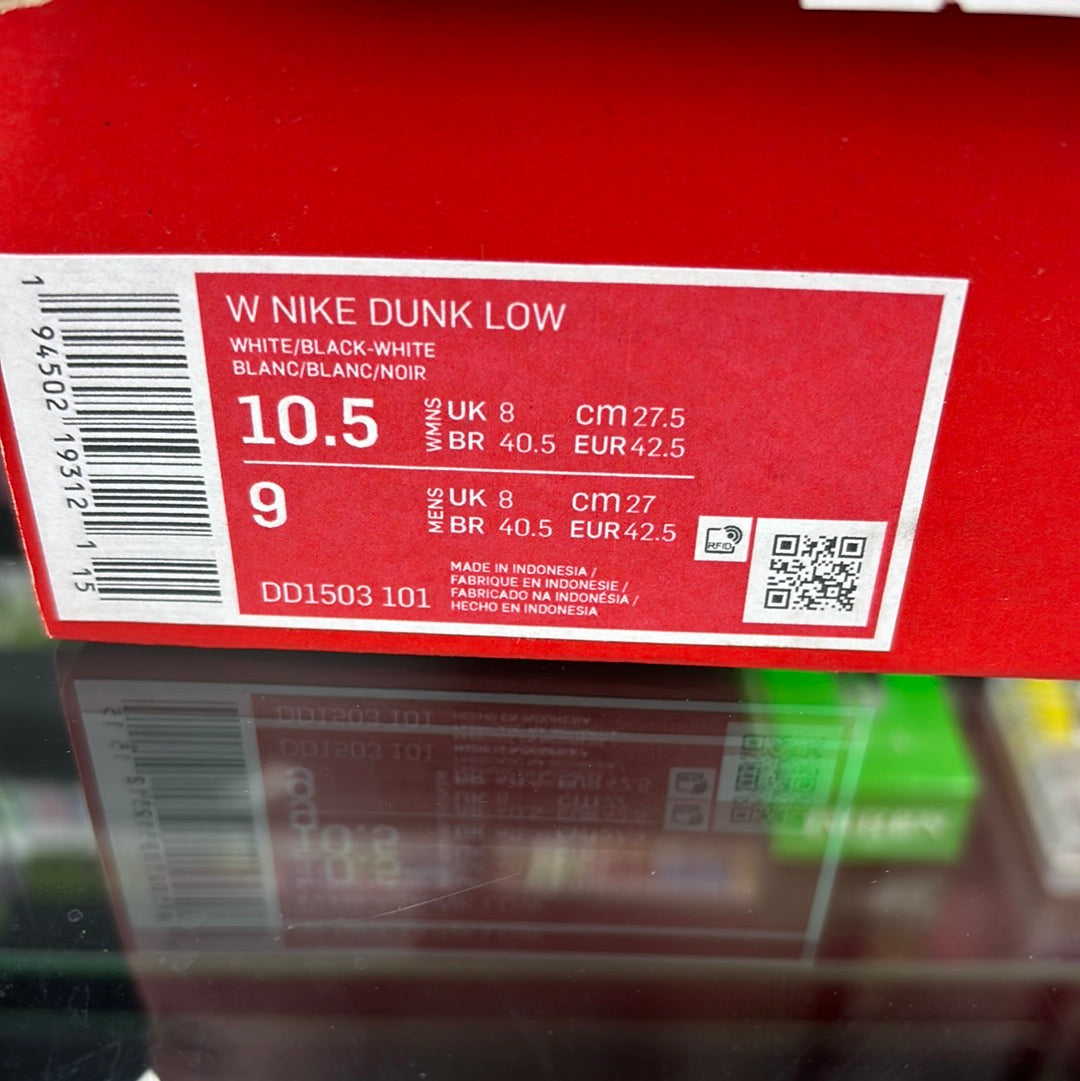 W NIKE DUNK LOW
WHITE/BLACK-WHITE
BLANC/BLANC/NOIR
10.5 WMNS UK 8 cm 27.5
BR 40.5 EUR 42.5
9 MENS UK 8 cm 27
BR 40.5 EUR 42.5
RFID
DD1503 101
MADE IN INDONESIA /
FABRIQUE EN INDONESIE /
FABRICADO NA INDONÉSIA /
HECHO EN INDONESIA
1 94502 19312 1 15